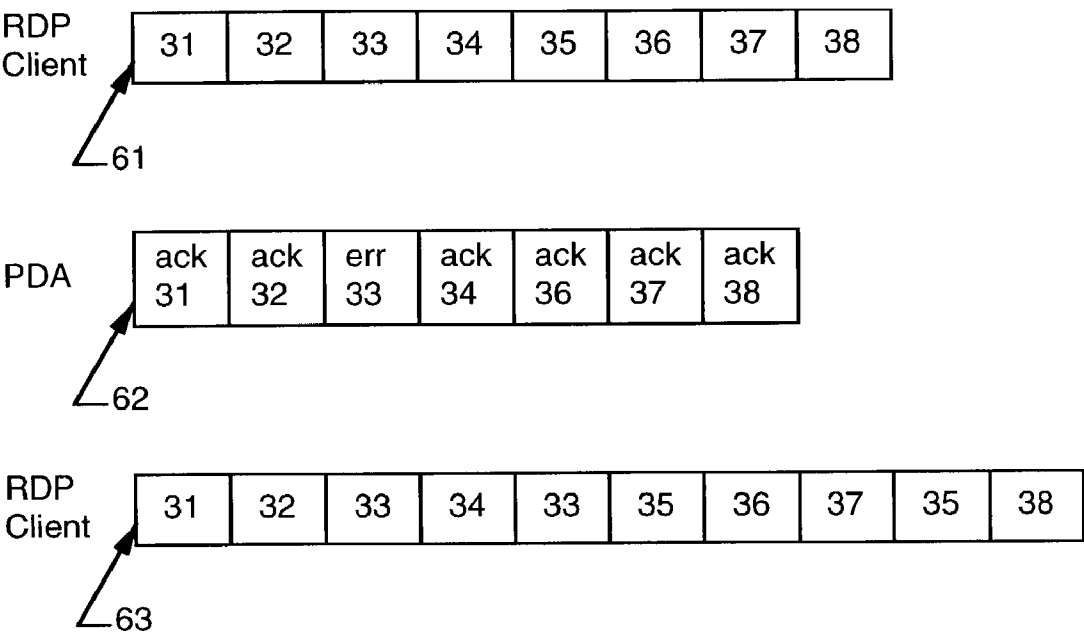 RDP
Client
31 32 33 34 35 36 37 38
61
PDA
ack ack err ack ack ack ack
31 32 33 34 36 37 38
62
RDP
Client
31 32 33 34 33 35 36 37 35 38
63